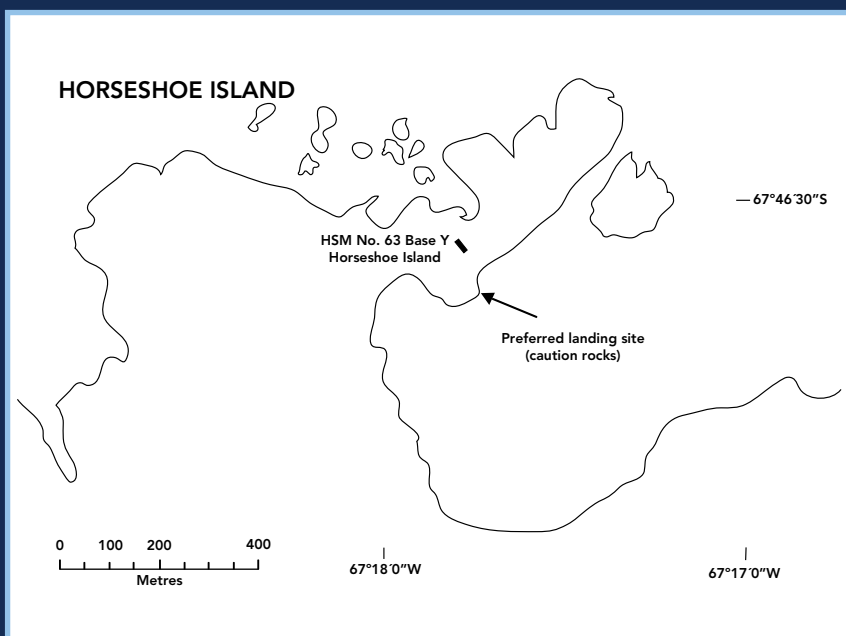 HORSESHOE ISLAND
67°46′30″S
HSM No. 63 Base Y
Horseshoe Island
Preferred landing site
(caution rocks)
0 100 200 400
Metres
67°18′0″W
67°17′0″W